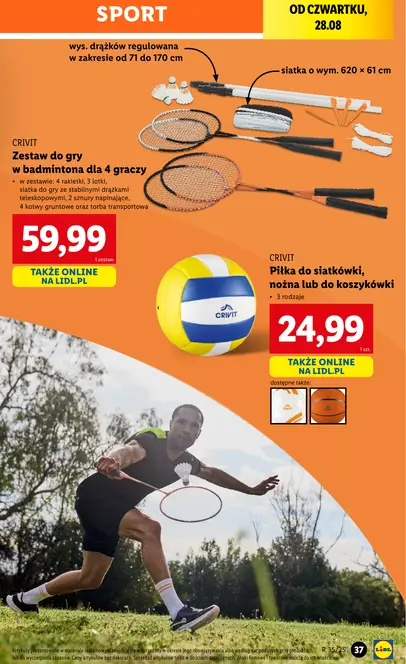 SPORT
OD CZWARTKU,
28.08
wys. drążków regulowana
w zakresie od 71 do 170 cm
siatka o wym. 620 × 61 cm
CRIVIT
Zestaw do gry
w badmintona dla 4 graczy
• w zestawie: 4 rakietki, 3 lotki,
siatka do gry ze stabilnymi drążkami
teleskopowymi, 2 sznury napinające,
4 kotwy gruntowe oraz torba transportowa
59,99
1 zestaw
TAKŻE ONLINE
NA LIDL.PL
CRIVIT
CRIVIT
Piłka do siatkówki,
nożna lub do koszykówki
• 3 rodzaje
24,99
1 szt.
TAKŻE ONLINE
NA LIDL.PL
dostępne także:
R 35/25
37
LIDL